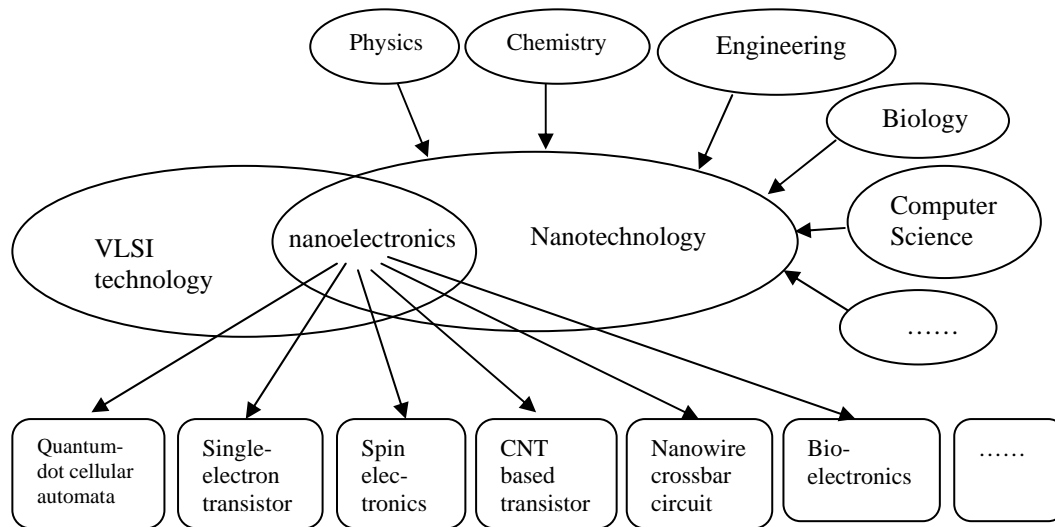 Physics
Chemistry
Engineering
Biology
Computer
Science
……
VLSI
technology
nanoelectronics
Nanotechnology
Quantum-
dot cellular
automata
Single-
electron
transistor
Spin
elec-
tronics
CNT
based
transistor
Nanowire
crossbar
circuit
Bio-
electronics
……